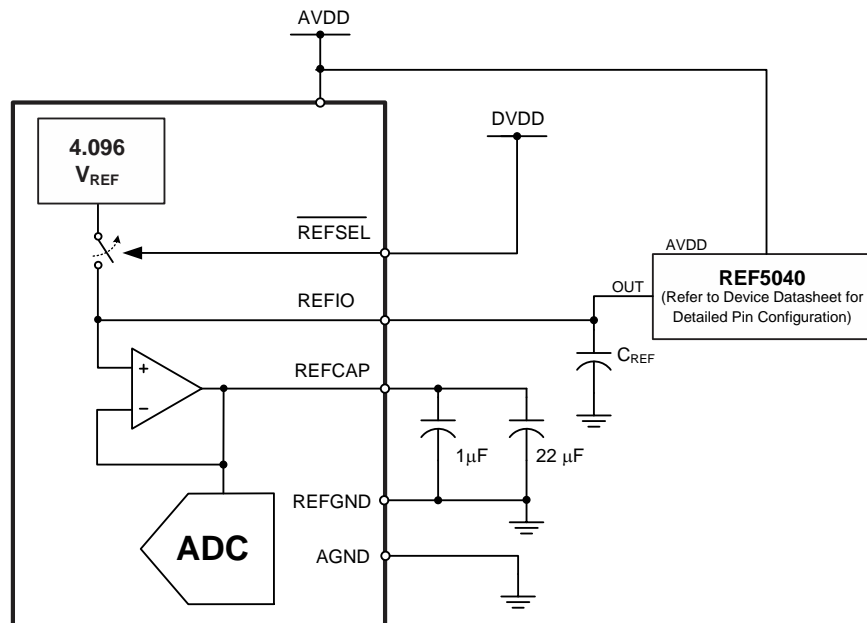 AVDD
DVDD
4.096
VREF
REFSEL
AVDD
REF5040
(Refer to Device Datasheet for
Detailed Pin Configuration)
OUT
REFIO
CREF
REFCAP
+
−
1μF
22 μF
REFGND
ADC
AGND